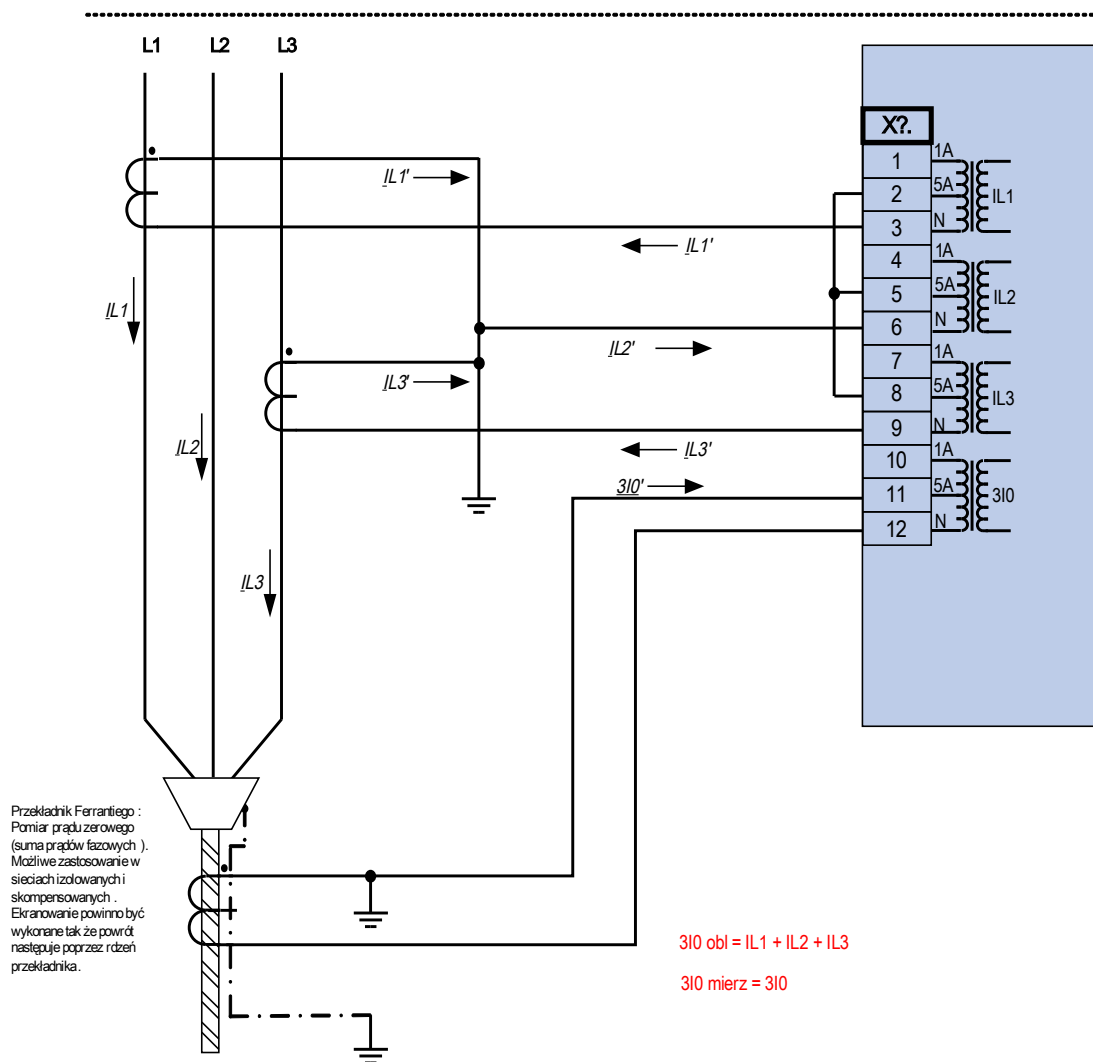 L1 L2 L3
X?.
1 1A
2 5A IL1
3 N
4 1A
5 5A IL2
6 N
7 1A
8 5A IL3
9 N
10 1A
11 5A 3I0
12 N
IL1'
IL1'
IL1
IL2'
IL3'
IL2
IL3'
3I0'
IL3
Przekładnik Ferrantiego :
Pomiar prądu zerowego
(suma prądów fazowych ).
Możliwe zastosowanie w
sieciach izolowanych i
skompensowanych .
Ekranowanie powinno być
wykonane tak że powrót
następuje poprzez rdzeń
przekładnika.
3I0 obl = IL1 + IL2 + IL3
3I0 mierz = 3I0